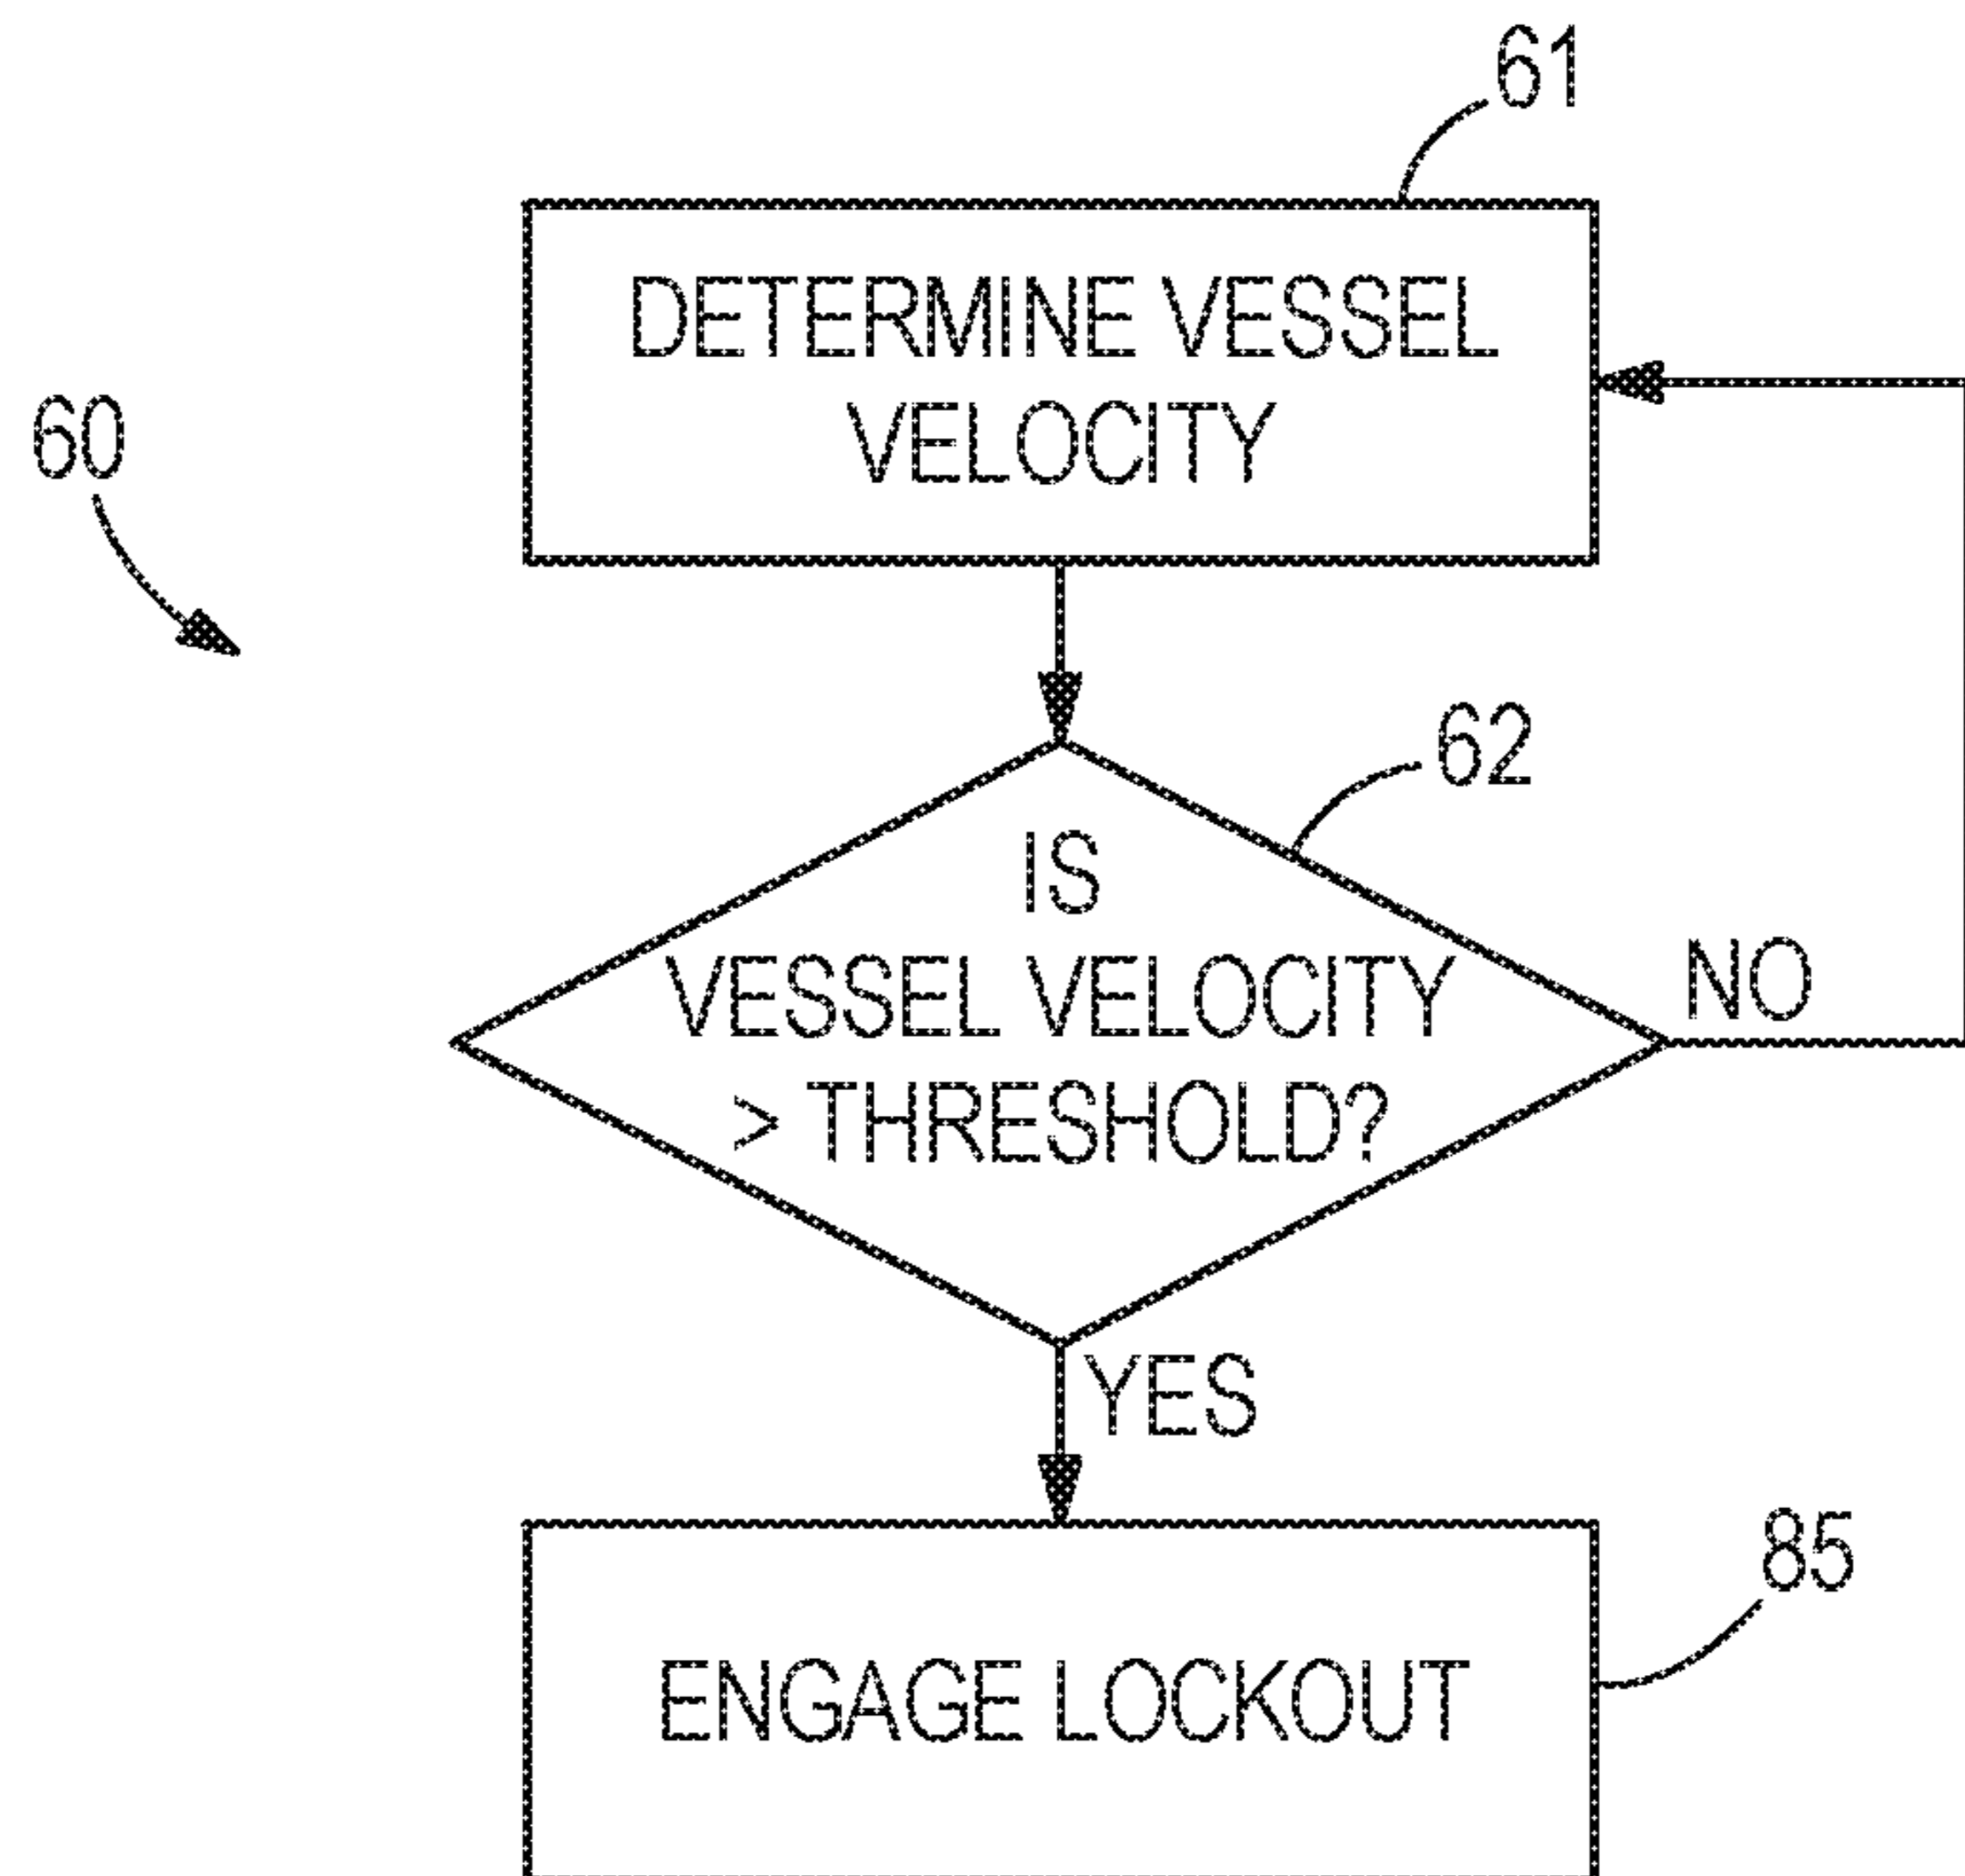 61
DETERMINE VESSEL
VELOCITY
60
62
IS
VESSEL VELOCITY
> THRESHOLD?
NO
YES
85
ENGAGE LOCKOUT